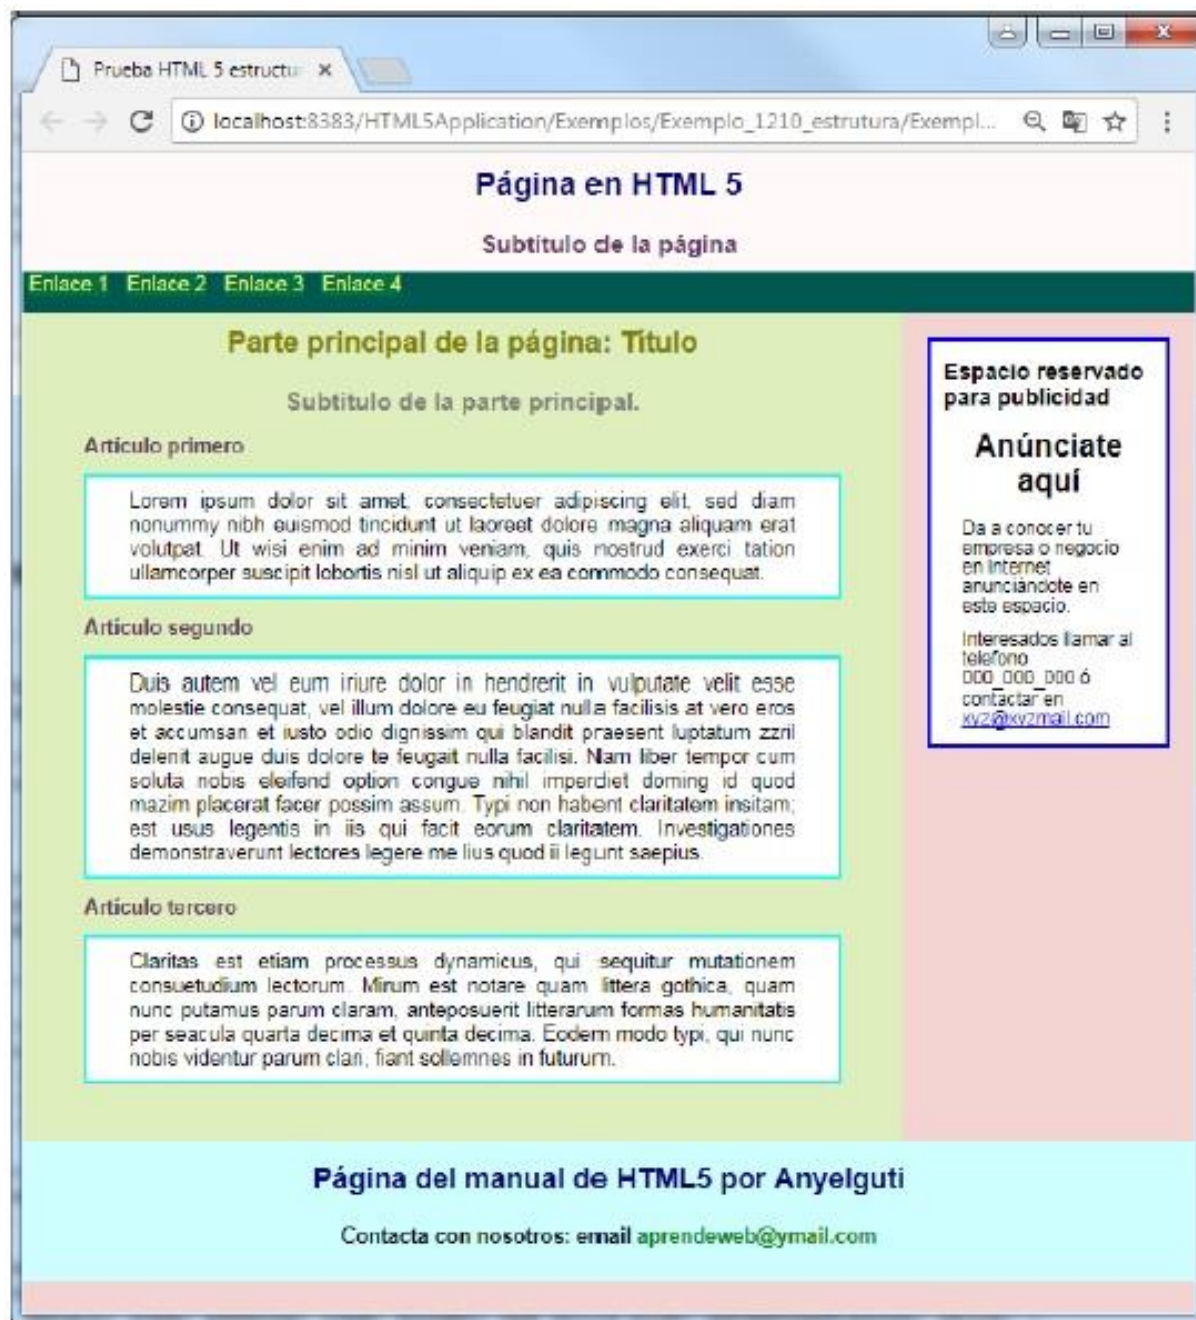 Prueba HTML 5 estructu
localhost:8383/HTML5Application/Exemplos/Exemplo_1210_estrutura/Exempl...
Página en HTML 5
Subtítulo de la página
Enlace 1 Enlace 2 Enlace 3 Enlace 4
Parte principal de la página: Título
Subtitulo de la parte principal.
Artículo primero
Lorem ipsum dolor sit amet, consectetuer adipiscing elit, sed diam
nonummy nibh euismod tincidunt ut laoreet dolore magna aliquam erat
volutpat. Ut wisi enim ad minim veniam, quis nostrud exerci tation
ullamcorper suscipit lobortis nisl ut aliquip ex ea commodo consequat.
Artículo segundo
Duis autem vel eum iriure dolor in hendrerit in vulputate velit esse
molestie consequat, vel illum dolore eu feugiat nulla facilisis at vero eros
et accumsan et iusto odio dignissim qui blandit praesent luptatum zzril
delenit augue duis dolore te feugait nulla facilisi. Nam liber tempor cum
soluta nobis eleifend option congue nihil imperdiet doming id quod
mazim placerat facer possim assum. Typi non habent claritatem insitam;
est usus legentis in iis qui facit eorum claritatem. Investigationes
demonstraverunt lectores legere me lius quod ii legunt saepius.
Artículo tercero
Claritas est etiam processus dynamicus, qui sequitur mutationem
consuetudium lectorum. Mirum est notare quam littera gothica, quam
nunc putamus parum claram, anteposuerit litterarum formas humanitatis
per seacula quarta decima et quinta decima. Eodem modo typi, qui nunc
nobis videntur parum clari, fiant sollemnes in futurum.
Espacio reservado
para publicidad
Anúnciate
aquí
Da a conocer tu
empresa o negocio
en internet
anunciándote en
este espacio.
Interesados llamar al
telefono
000_000_000 ó
contactar en
xyz@xyzmail.com
Página del manual de HTML5 por Anyelguti
Contacta con nosotros: email aprendeweb@ymail.com